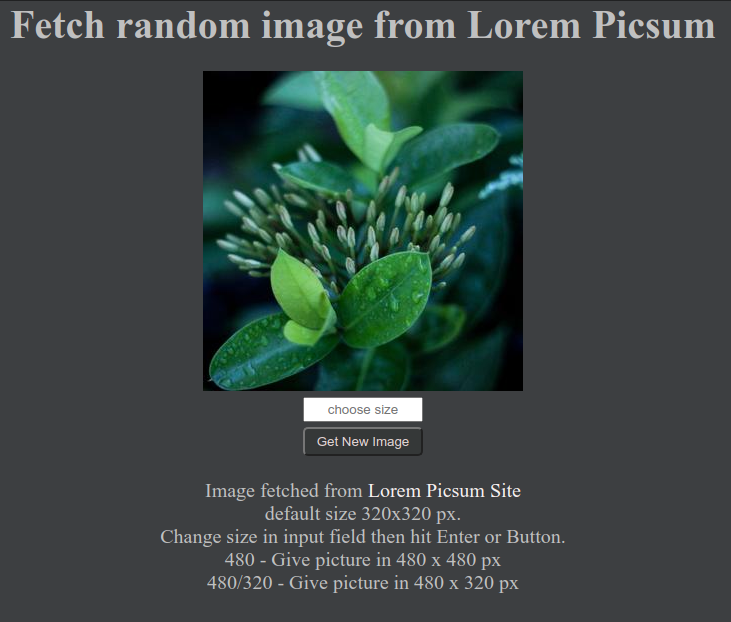 Fetch random image from Lorem Picsum
choose size
Get New Image
Image fetched from Lorem Picsum Site
default size 320x320 px.
Change size in input field then hit Enter or Button.
480 - Give picture in 480 x 480 px
480/320 - Give picture in 480 x 320 px